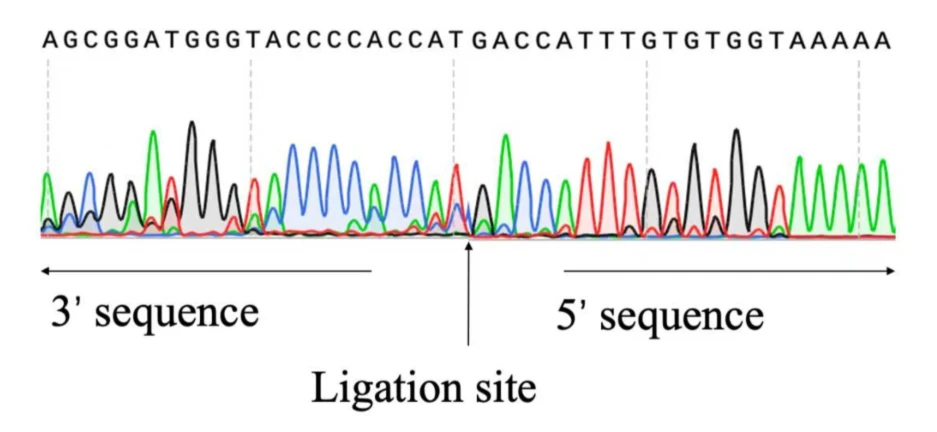 AGCGGATGGGTACCCCACCATGACCATTTGTGTGGTAAAAA
3' sequence
5' sequence
Ligation site